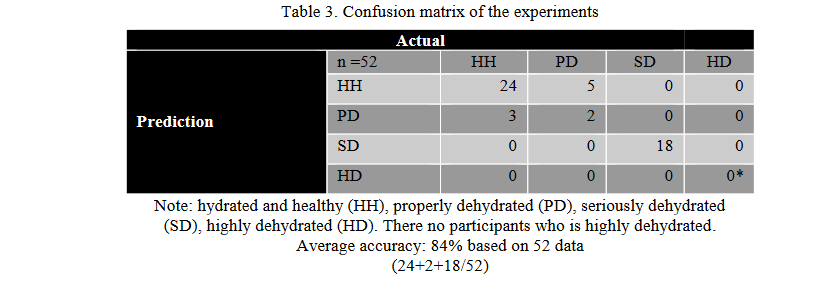 Table 3. Confusion matrix of the experiments
Actual
n =52 HH PD SD HD
HH 24 5 0 0
Prediction
PD 3 2 0 0
SD 0 0 18 0
HD 0 0 0 0*
Note: hydrated and healthy (HH), properly dehydrated (PD), seriously dehydrated
(SD), highly dehydrated (HD). There no participants who is highly dehydrated.
Average accuracy: 84% based on 52 data
(24+2+18/52)